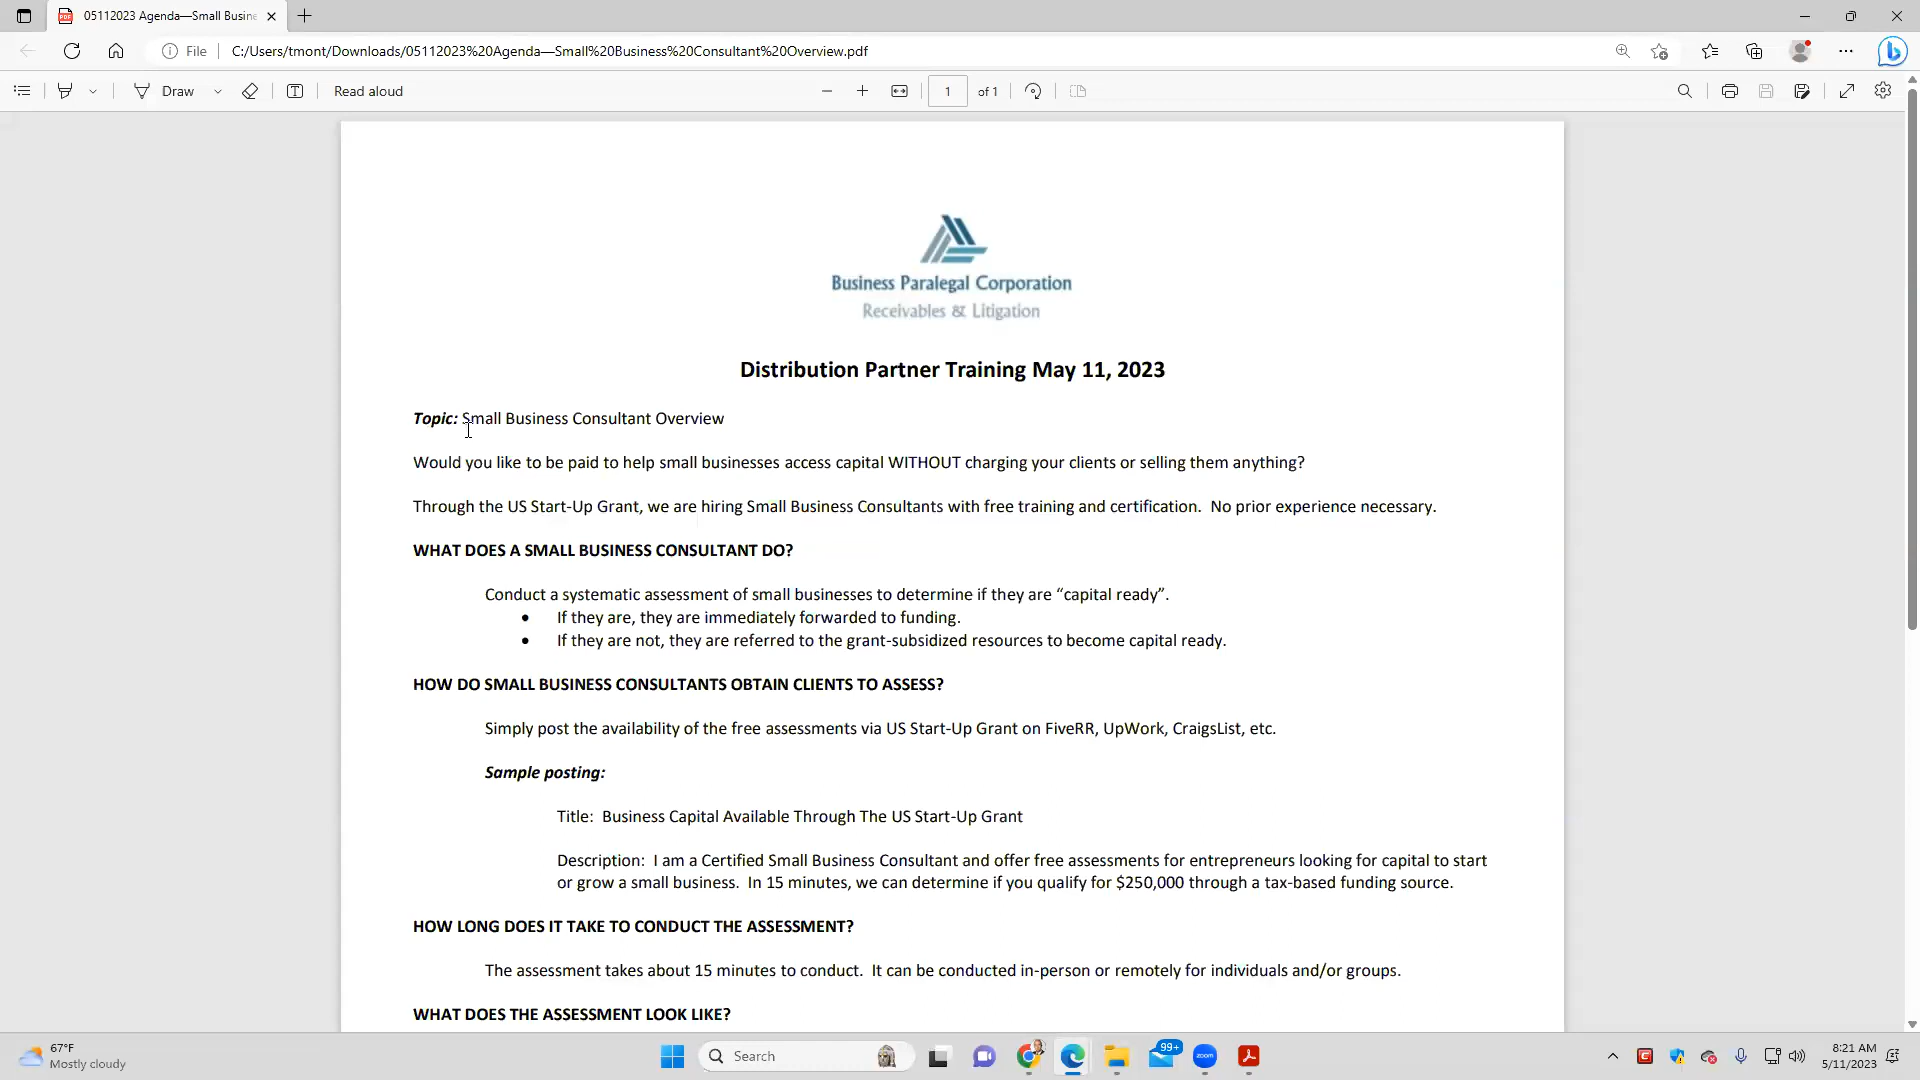 05112023 Agenda—Small Busine
File
C:/Users/tmont/Downloads/05112023%20Agenda—Small%20Business%20Consultant%20Overview.pdf
Draw
Read aloud
1
of 1
Business Paralegal Corporation
Receivables & Litigation
Distribution Partner Training May 11, 2023
Topic: Small Business Consultant Overview
Would you like to be paid to help small businesses access capital WITHOUT charging your clients or selling them anything?
Through the US Start-Up Grant, we are hiring Small Business Consultants with free training and certification.  No prior experience necessary.
WHAT DOES A SMALL BUSINESS CONSULTANT DO?
Conduct a systematic assessment of small businesses to determine if they are “capital ready”.
• If they are, they are immediately forwarded to funding.
• If they are not, they are referred to the grant-subsidized resources to become capital ready.
HOW DO SMALL BUSINESS CONSULTANTS OBTAIN CLIENTS TO ASSESS?
Simply post the availability of the free assessments via US Start-Up Grant on FiveRR, UpWork, CraigsList, etc.
Sample posting:
Title:  Business Capital Available Through The US Start-Up Grant
Description:  I am a Certified Small Business Consultant and offer free assessments for entrepreneurs looking for capital to start
or grow a small business.  In 15 minutes, we can determine if you qualify for $250,000 through a tax-based funding source.
HOW LONG DOES IT TAKE TO CONDUCT THE ASSESSMENT?
The assessment takes about 15 minutes to conduct.  It can be conducted in-person or remotely for individuals and/or groups.
WHAT DOES THE ASSESSMENT LOOK LIKE?
67°F
Mostly cloudy
Search
99+
zoom
8:21 AM
5/11/2023